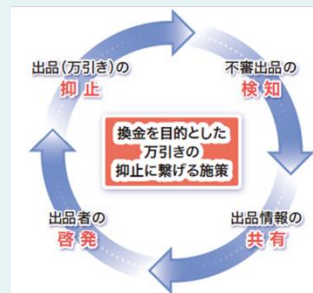 出品(万引き)の
抑止
不審出品の
検知
換金を目的とした
万引きの
抑止に繋げる施策
出品者の
啓発
出品情報の
共有